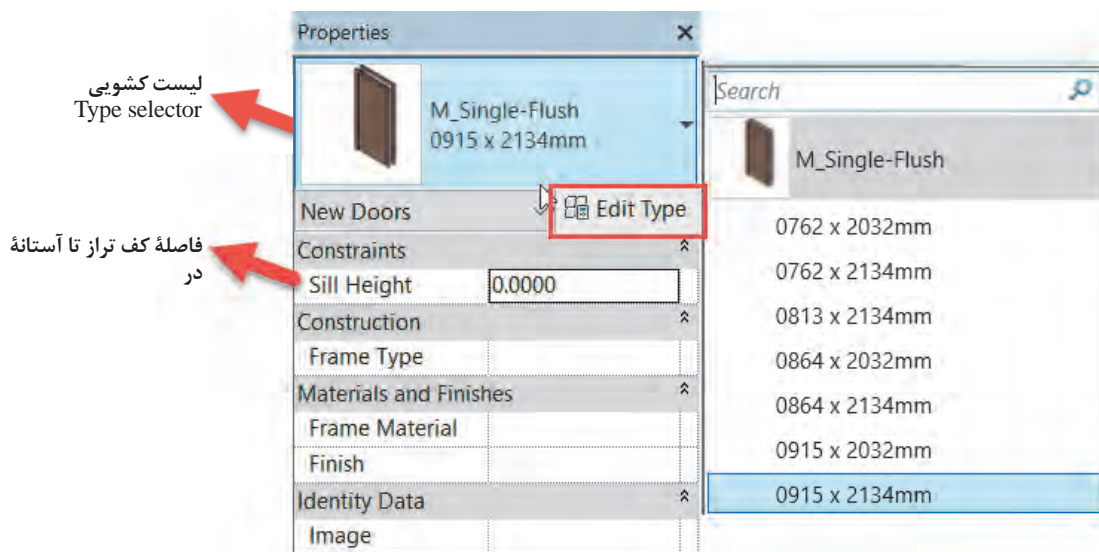 Properties
لیست کشویی
Type selector
M_Single-Flush
0915 x 2134mm
New Doors
Edit Type
فاصلهٔ کف تراز تا آستانهٔ
در
Constraints
Sill Height 0.0000
Construction
Frame Type
Materials and Finishes
Frame Material
Finish
Identity Data
Image
Search
M_Single-Flush
0762 x 2032mm
0762 x 2134mm
0813 x 2134mm
0864 x 2032mm
0864 x 2134mm
0915 x 2032mm
0915 x 2134mm